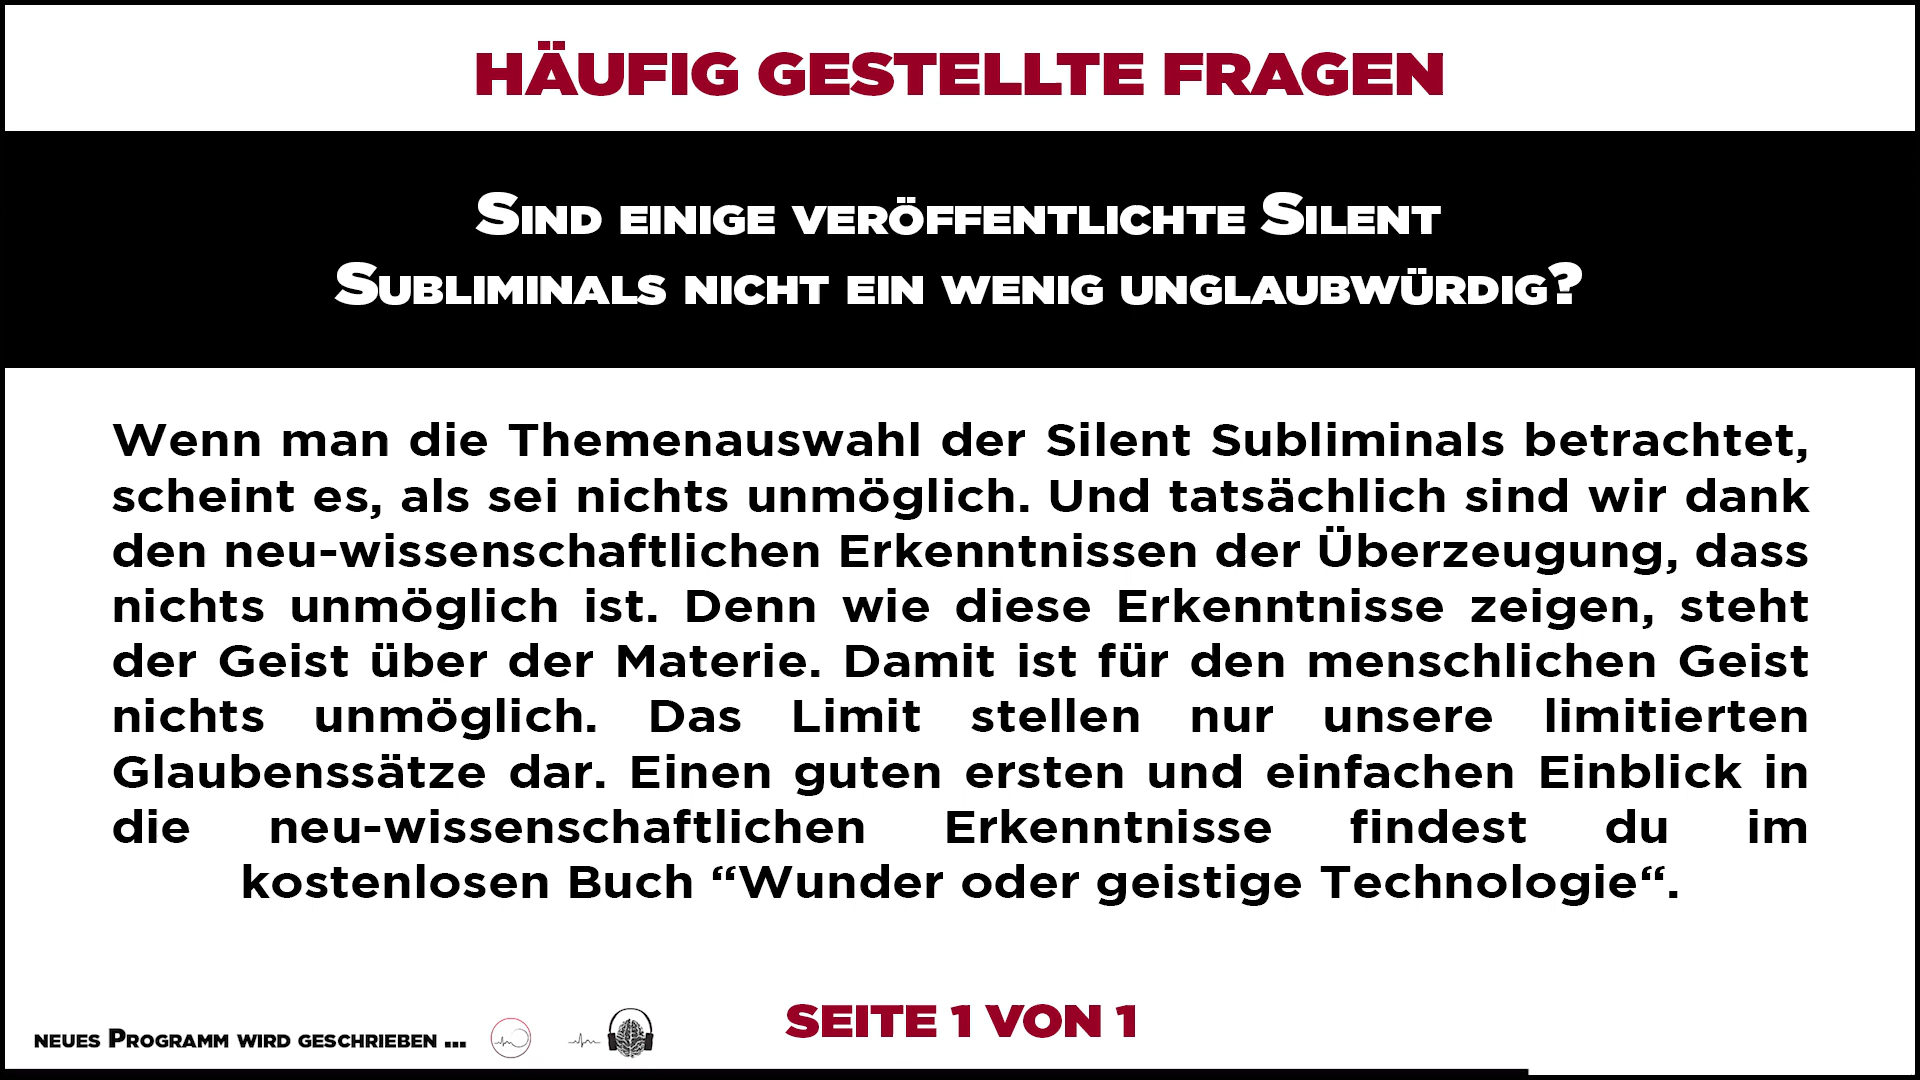 HÄUFIG GESTELLTE FRAGEN
Sind einige veröffentlichte Silent
Subliminals nicht ein wenig unglaubwürdig?
Wenn man die Themenauswahl der Silent Subliminals betrachtet,
scheint es, als sei nichts unmöglich. Und tatsächlich sind wir dank
den neu-wissenschaftlichen Erkenntnissen der Überzeugung, dass
nichts unmöglich ist. Denn wie diese Erkenntnisse zeigen, steht
der Geist über der Materie. Damit ist für den menschlichen Geist
nichts unmöglich. Das Limit stellen nur unsere limitierten
Glaubenssätze dar. Einen guten ersten und einfachen Einblick in
die neu-wissenschaftlichen Erkenntnisse findest du im
kostenlosen Buch “Wunder oder geistige Technologie“.
SEITE 1 VON 1
neues Programm wird geschrieben ...